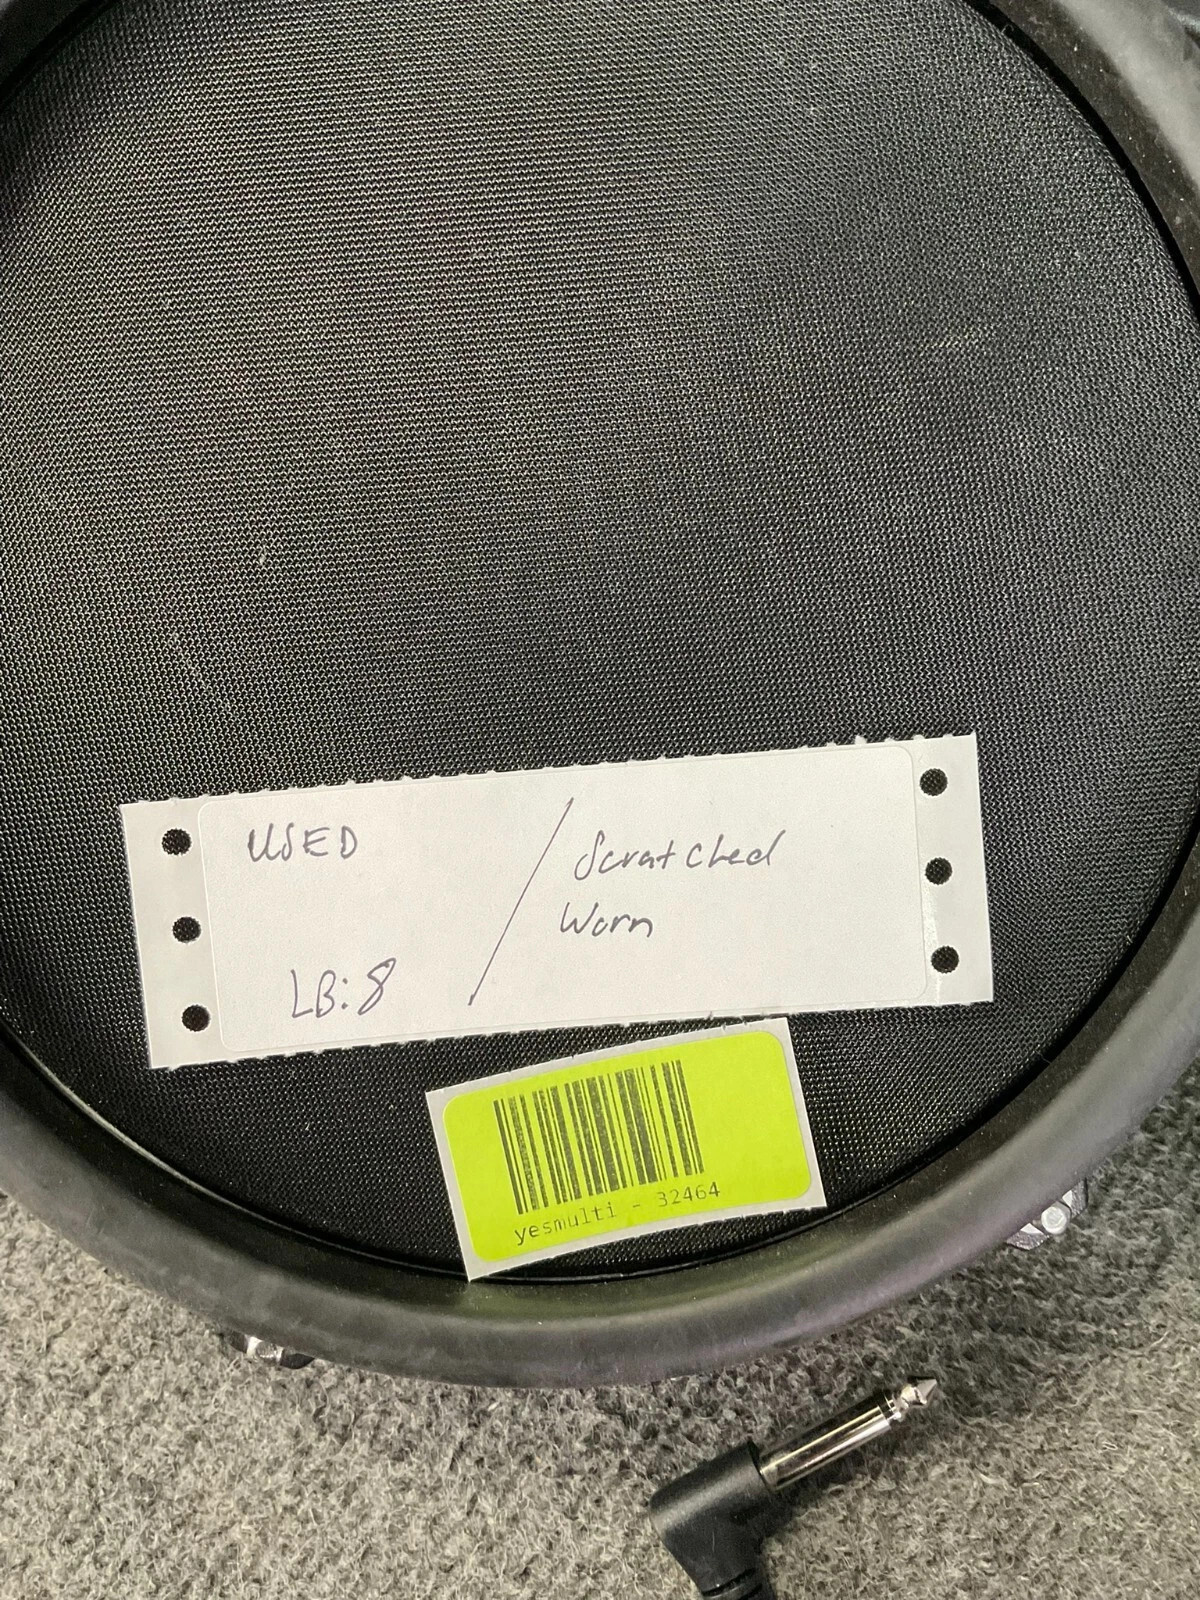 USED
LB:8
/
Scratched
Worn
yesmulti - 32464